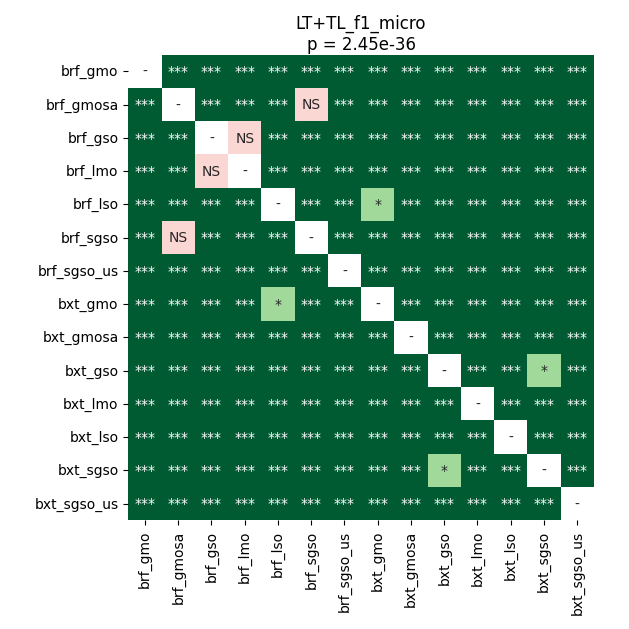 LT+TL_f1_micro
p = 2.45e-36
brf_gmo - *** *** *** *** *** *** *** *** *** *** *** *** ***
brf_gmosa *** - *** *** *** NS *** *** *** *** *** *** *** ***
brf_gso *** *** - NS *** *** *** *** *** *** *** *** *** ***
brf_lmo *** *** NS - *** *** *** *** *** *** *** *** *** ***
brf_lso *** *** *** *** - *** *** * *** *** *** *** *** ***
brf_sgso *** NS *** *** *** - *** *** *** *** *** *** *** ***
brf_sgso_us *** *** *** *** *** *** - *** *** *** *** *** *** ***
bxt_gmo *** *** *** *** * *** *** - *** *** *** *** *** ***
bxt_gmosa *** *** *** *** *** *** *** *** - *** *** *** *** ***
bxt_gso *** *** *** *** *** *** *** *** *** - *** *** * ***
bxt_lmo *** *** *** *** *** *** *** *** *** *** - *** *** ***
bxt_lso *** *** *** *** *** *** *** *** *** *** *** - *** ***
bxt_sgso *** *** *** *** *** *** *** *** *** * *** *** - ***
bxt_sgso_us *** *** *** *** *** *** *** *** *** *** *** *** *** -
brf_gmo brf_gmosa brf_gso brf_lmo brf_lso brf_sgso brf_sgso_us bxt_gmo bxt_gmosa bxt_gso bxt_lmo bxt_lso bxt_sgso bxt_sgso_us